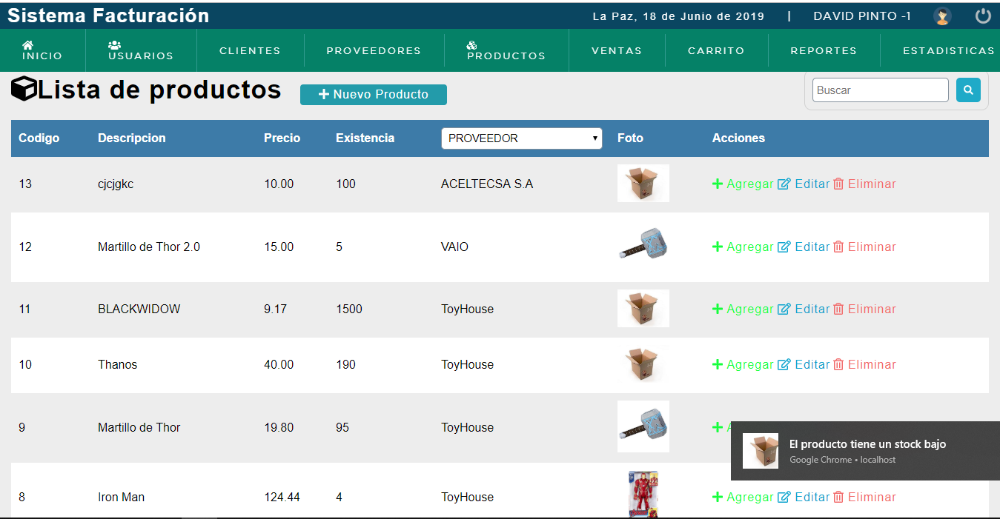 Sistema Facturación
La Paz, 18 de Junio de 2019 | DAVID PINTO -1
INICIO USUARIOS CLIENTES PROVEEDORES PRODUCTOS VENTAS CARRITO REPORTES ESTADISTICAS
Lista de productos + Nuevo Producto Buscar
Codigo Descripcion Precio Existencia PROVEEDOR Foto Acciones
13 cjcjgkc 10.00 100 ACELTECSA S.A Agregar Editar Eliminar
12 Martillo de Thor 2.0 15.00 5 VAIO Agregar Editar Eliminar
11 BLACKWIDOW 9.17 1500 ToyHouse Agregar Editar Eliminar
10 Thanos 40.00 190 ToyHouse Agregar Editar Eliminar
9 Martillo de Thor 19.80 95 ToyHouse
El producto tiene un stock bajo
Google Chrome • localhost
8 Iron Man 124.44 4 ToyHouse Agregar Editar Eliminar